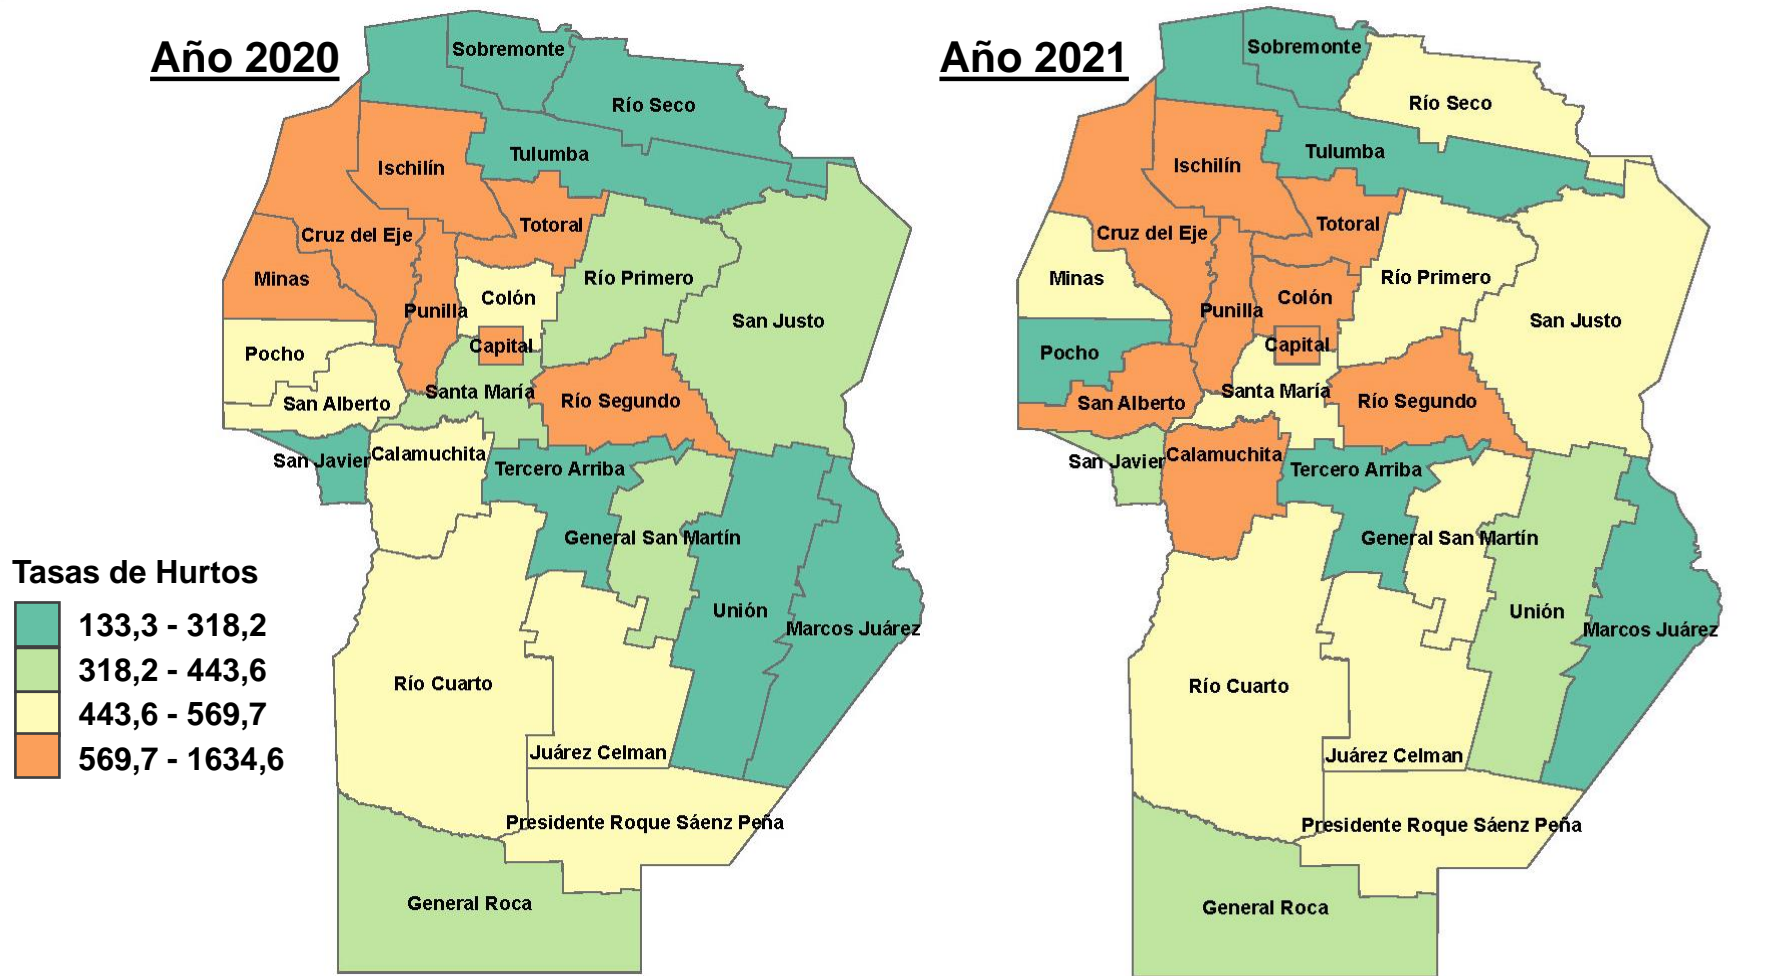 Año 2020
Sobremonte
Río Seco
Tulumba
Ischilín
Totoral
Cruz del Eje
Minas
Río Primero
Colón
Punilla
San Justo
Capital
Pocho
Santa María
San Alberto
Río Segundo
San Javier
Calamuchita
Tercero Arriba
General San Martín
Unión
Marcos Juárez
Río Cuarto
Juárez Celman
Presidente Roque Sáenz Peña
General Roca
Tasas de Hurtos
133,3 - 318,2
318,2 - 443,6
443,6 - 569,7
569,7 - 1634,6
Año 2021
Sobremonte
Río Seco
Tulumba
Ischilín
Totoral
Cruz del Eje
Minas
Río Primero
Colón
Punilla
San Justo
Capital
Pocho
Santa María
San Alberto
Río Segundo
San Javier
Calamuchita
Tercero Arriba
General San Martín
Unión
Marcos Juárez
Río Cuarto
Juárez Celman
Presidente Roque Sáenz Peña
General Roca